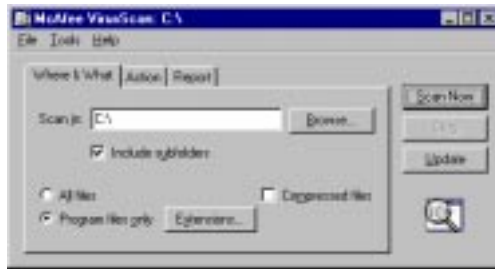 McAfee VirusScan: C:\
File Tools Help
Where & What Action Report
Scan in: C:\ Browse...
Include subfolders
All files Compressed files
Program files only Extensions...
Scan Now
Update